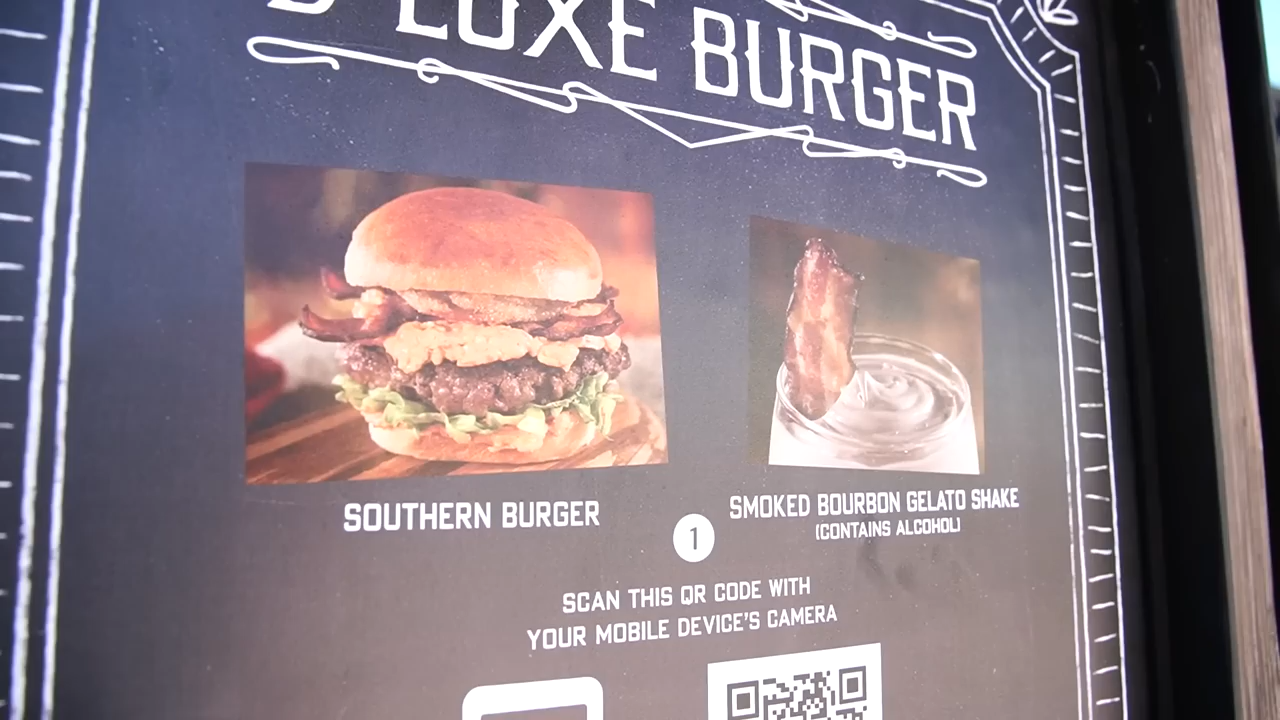 D-LUXE BURGER
SOUTHERN BURGER
SMOKED BOURBON GELATO SHAKE
(CONTAINS ALCOHOL)
1
SCAN THIS QR CODE WITH
YOUR MOBILE DEVICE'S CAMERA